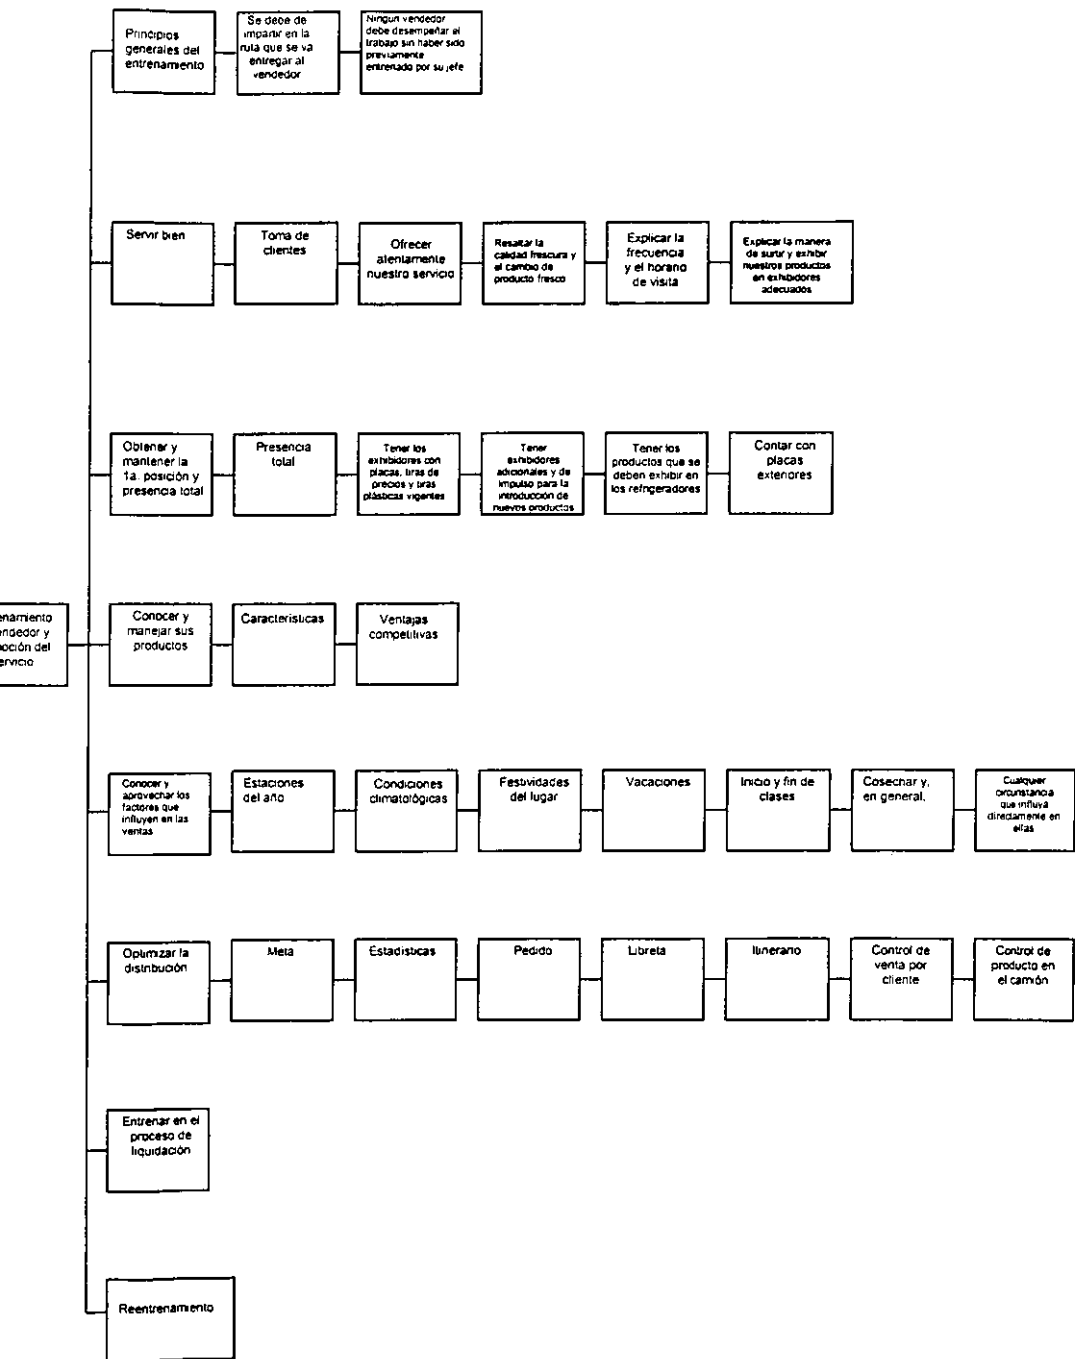 Principios
generales del
entrenamiento
Se debe de
impartir en la
ruta que se va
entregar al
vendedor
Ningun vendedor
debe desempeñar el
trabajo sin haber sido
previamente
entrenado por su jefe
Servir bien
Toma de
clientes
Ofrecer
atentamente
nuestro servicio
Resaltar la
calidad frescura y
el cambio de
producto fresco
Explicar la
frecuencia
y el horario
de visita
Explicar la manera
de surtir y exhibir
nuestros productos
en exhibidores
adecuados
Obtener y
mantener la
1a. posición y
presencia total
Presencia
total
Tener los
exhibidores con
placas, tiras de
precios y tiras
plásticas vigentes
Tener
exhibidores
adicionales y de
impulso para la
introducción de
nuevos productos
Tener los
productos que se
deben exhibir en
los refrigeradores
Contar con
placas
exteriores
enamiento
endedor y
oción del
ervicio
Conocer y
manejar sus
productos
Características
Ventajas
competitivas
Conocer y
aprovechar los
factores que
influyen en las
ventas
Estaciones
del año
Condiciones
climatológicas
Festividades
del lugar
Vacaciones
Inicio y fin de
clases
Cosechar y,
en general,
Cualquier
circunstancia
que influya
directamente en
ellas
Optimizar la
distribución
Meta
Estadísticas
Pedido
Libreta
Itinerario
Control de
venta por
cliente
Control de
producto en
el camión
Entrenar en el
proceso de
liquidación
Reentrenamiento